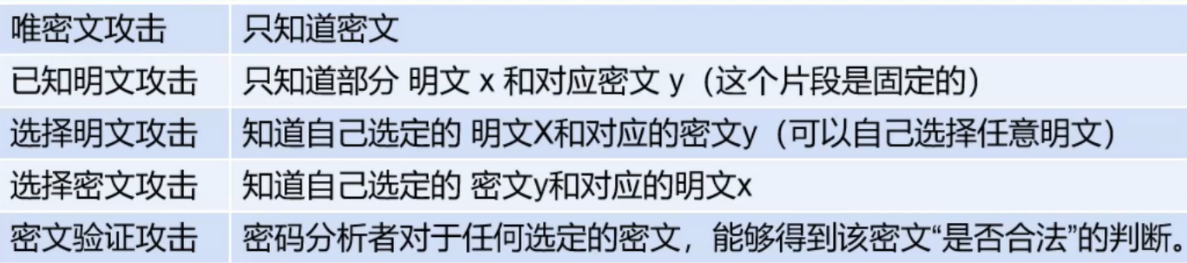 唯密文攻击 只知道密文
已知明文攻击 只知道部分 明文 x 和对应密文 y（这个片段是固定的）
选择明文攻击 知道自己选定的 明文X和对应的密文y（可以自己选择任意明文）
选择密文攻击 知道自己选定的 密文y和对应的明文x
密文验证攻击 密码分析者对于任何选定的密文，能够得到该密文“是否合法”的判断。